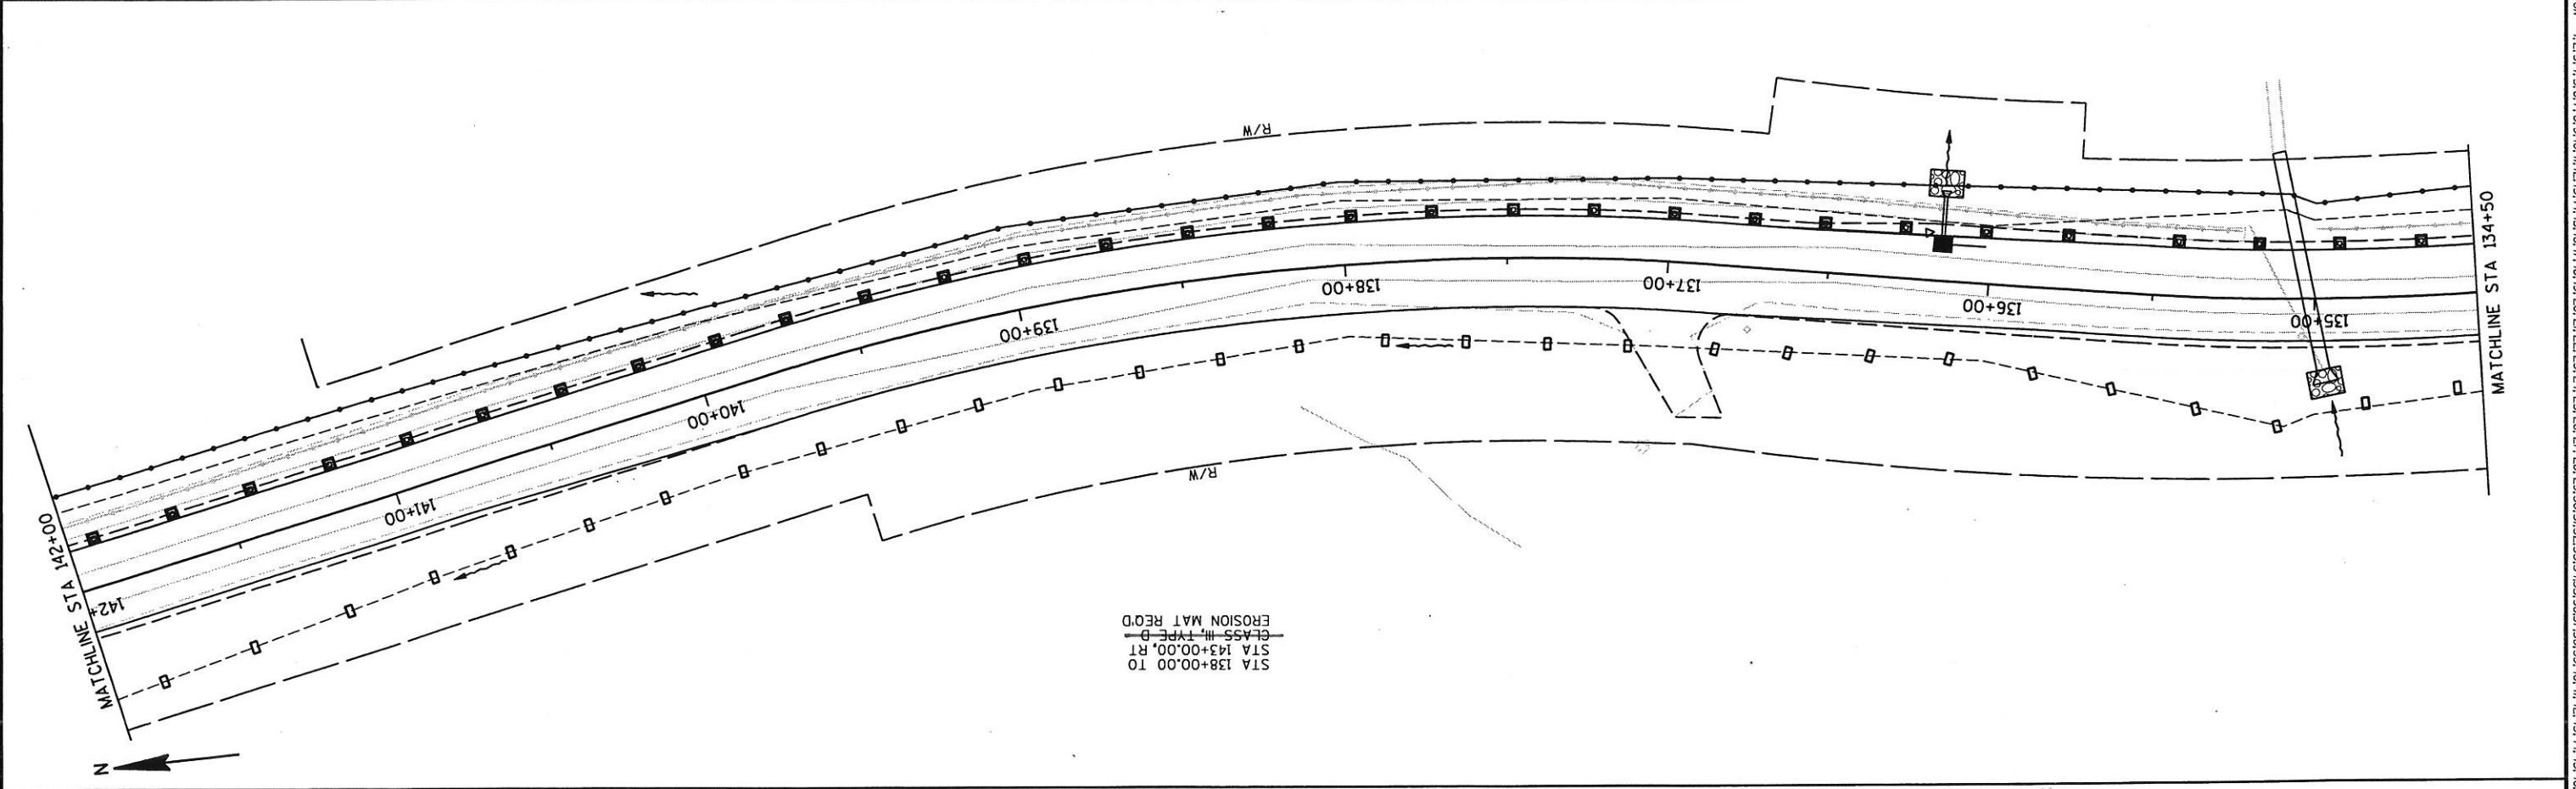 R/W
MATCHLINE STA 134+50
135+00
136+00
137+00
138+00
139+00
140+00
141+00
142+
MATCHLINE STA 142+00
R/W
STA 138+00.00 TO
STA 143+00.00, RT
CLASS III, TYPE D
EROSION MAT REQ'D
N